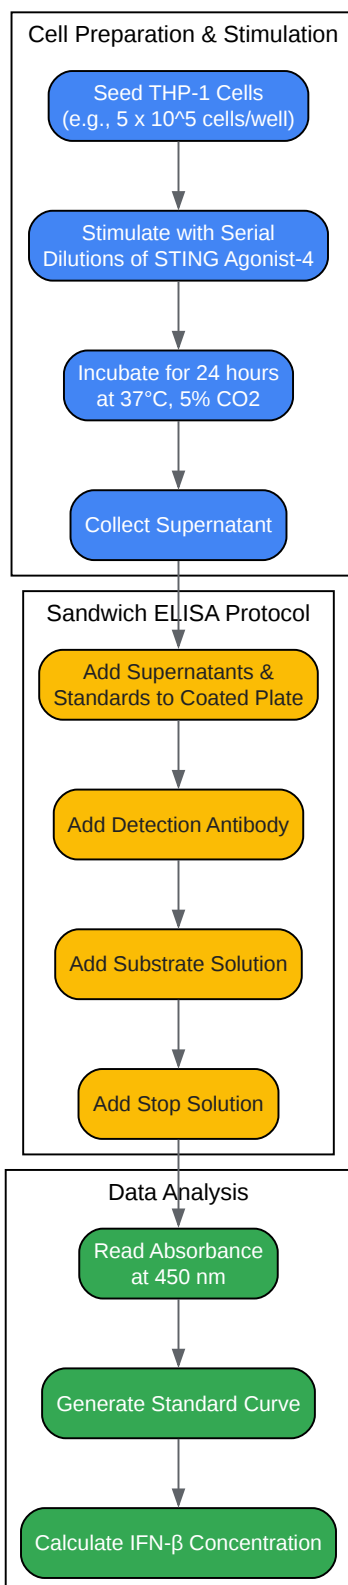 Cell Preparation & Stimulation
Seed THP-1 Cells
(e.g., 5 x 10^5 cells/well)
Stimulate with Serial
Dilutions of STING Agonist-4
Incubate for 24 hours
at 37°C, 5% CO2
Collect Supernatant
Sandwich ELISA Protocol
Add Supernatants &
Standards to Coated Plate
Add Detection Antibody
Add Substrate Solution
Add Stop Solution
Data Analysis
Read Absorbance
at 450 nm
Generate Standard Curve
Calculate IFN-β Concentration